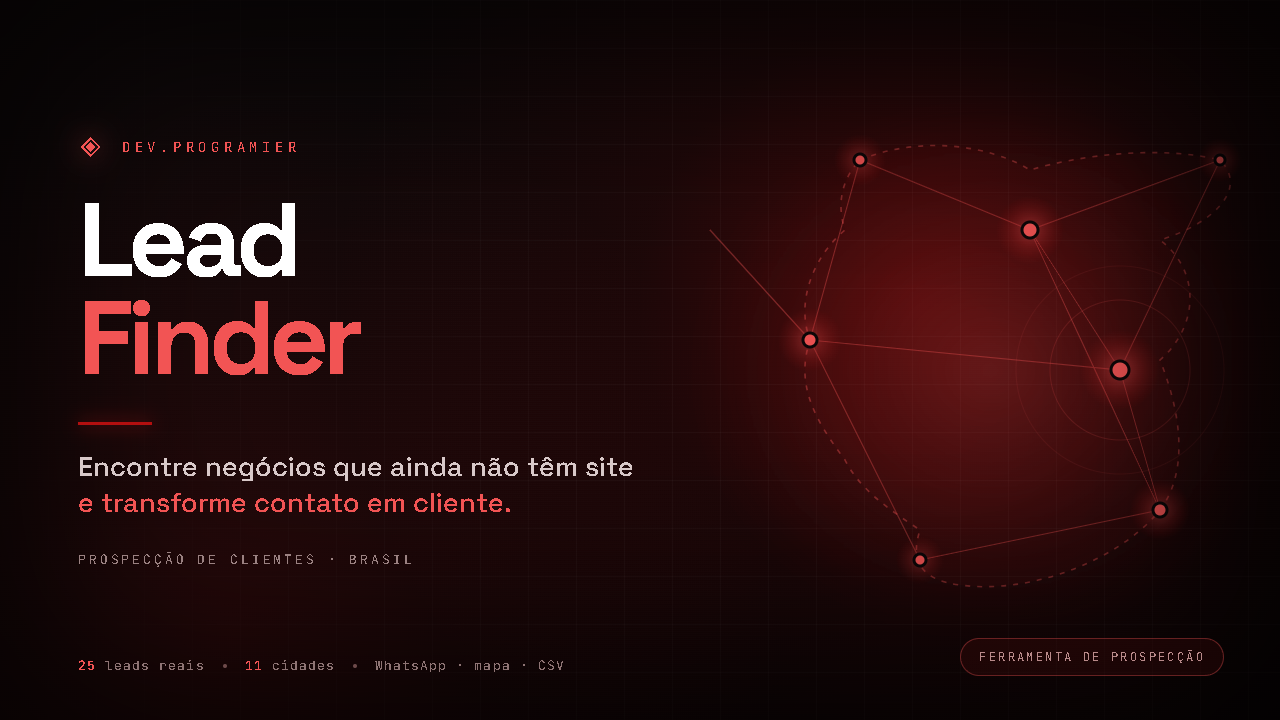 DEV.PROGRAMIER
Lead
Finder
Encontre negócios que ainda não têm site
e transforme contato em cliente.
PROSPECÇÃO DE CLIENTES · BRASIL
25 leads reais • 11 cidades • WhatsApp · mapa · CSV
FERRAMENTA DE PROSPECÇÃO